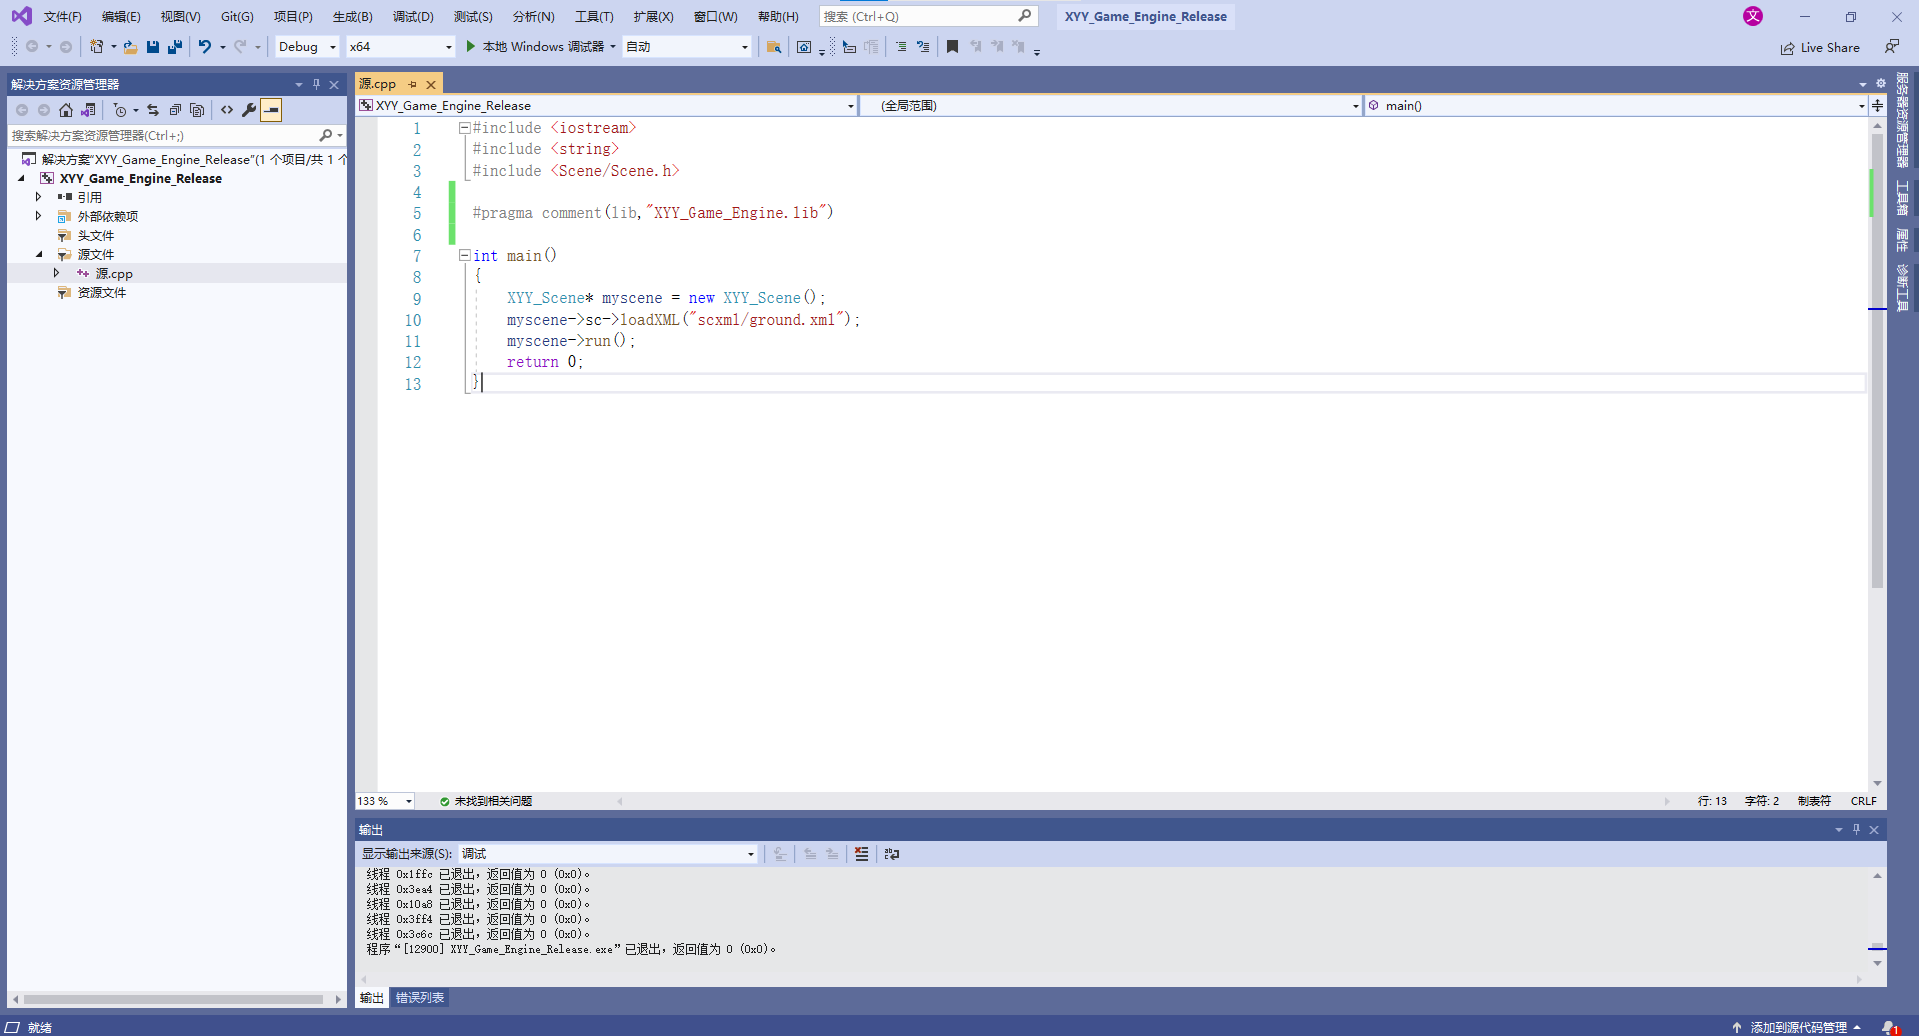 文件(F) 编辑(E) 视图(V) Git(G) 项目(P) 生成(B) 调试(D) 测试(S) 分析(N) 工具(T) 扩展(X) 窗口(W) 帮助(H) 搜索 (Ctrl+Q) XYY_Game_Engine_Release 文
Debug x64 本地 Windows 调试器 自动 Live Share
解决方案资源管理器
搜索解决方案资源管理器(Ctrl+;)
解决方案"XYY_Game_Engine_Release"(1 个项目/共 1 个
XYY_Game_Engine_Release
引用
外部依赖项
头文件
源文件
源.cpp
资源文件
源.cpp
XYY_Game_Engine_Release (全局范围) main()
1 #include <iostream>
2 #include <string>
3 #include <Scene/Scene.h>
4
5 #pragma comment(lib,"XYY_Game_Engine.lib")
6
7 int main()
8 {
9 XYY_Scene* myscene = new XYY_Scene();
10 myscene->sc->loadXML("scxml/ground.xml");
11 myscene->run();
12 return 0;
13 }
133 % 未找到相关问题 行: 13 字符: 2 制表符 CRLF
输出
显示输出来源(S): 调试
线程 0x1ffc 已退出，返回值为 0 (0x0)。
线程 0x3ea4 已退出，返回值为 0 (0x0)。
线程 0x10a8 已退出，返回值为 0 (0x0)。
线程 0x3ff4 已退出，返回值为 0 (0x0)。
线程 0x3c6c 已退出，返回值为 0 (0x0)。
程序“[12900] XYY_Game_Engine_Release.exe”已退出，返回值为 0 (0x0)。
输出 错误列表
服务器资源管理器
工具箱
属性
诊断工具
就绪 添加到源代码管理 1